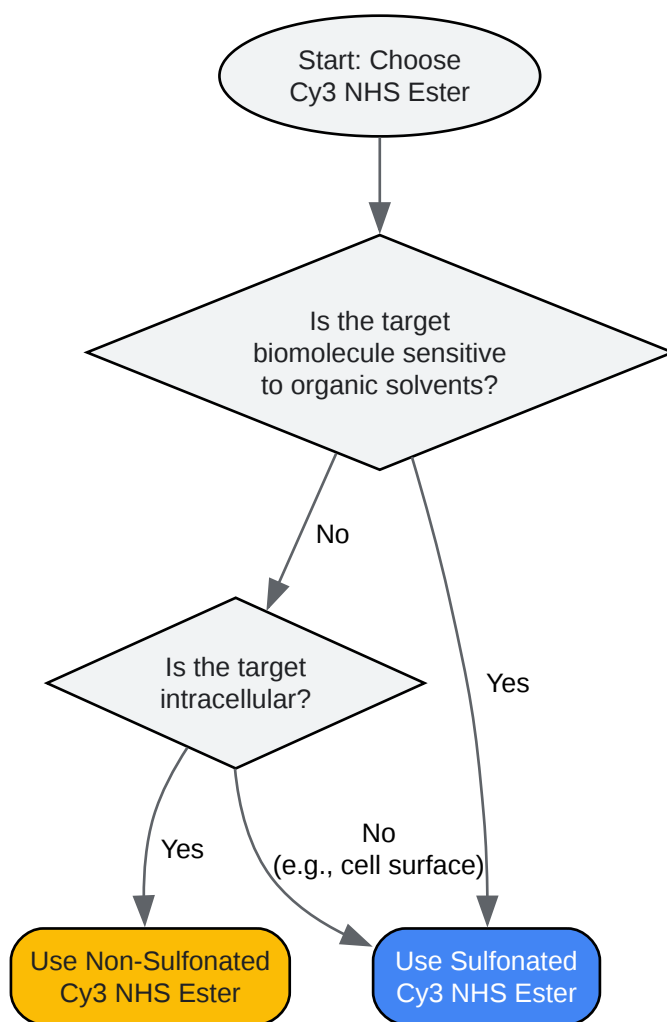 Start: Choose
Cy3 NHS Ester
Is the target
biomolecule sensitive
to organic solvents?
No
Is the target
intracellular?
Yes
Yes
No
(e.g., cell surface)
Use Non-Sulfonated
Cy3 NHS Ester
Use Sulfonated
Cy3 NHS Ester